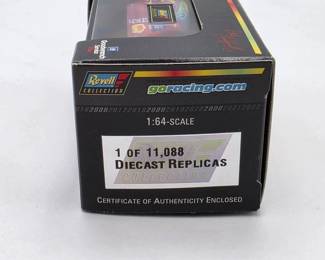 Revell
COLLECTION
goracing.com
1:64-SCALE
1 OF 11,088
DIECAST REPLICAS
CERTIFICATE OF AUTHENTICITY ENCLOSED